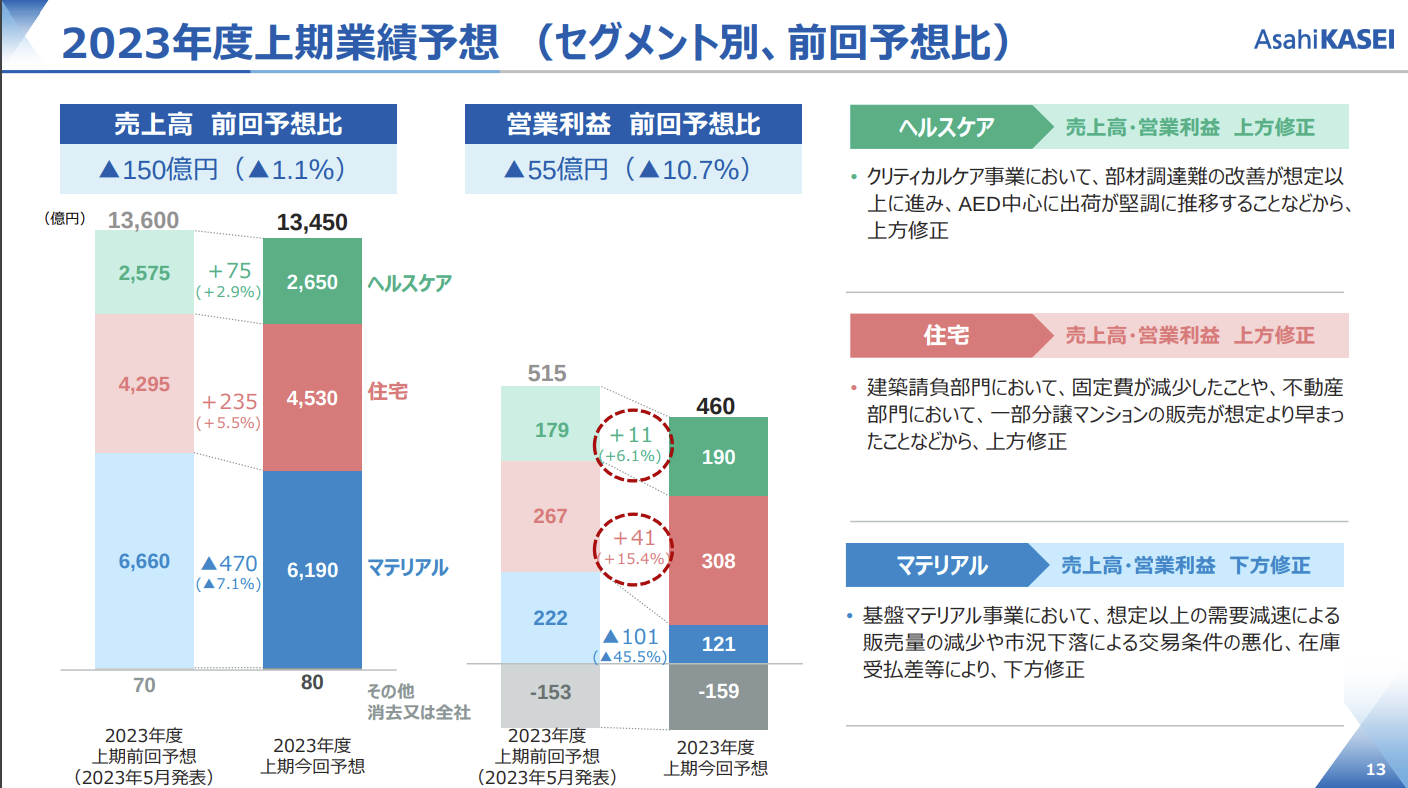 2023年度上期業績予想 （セグメント別、前回予想比）
AsahiKASEI
売上高　前回予想比
▲150億円（▲1.1%）
（億円）
13,600
13,450
2,575
＋75
（＋2.9%）
2,650
ヘルスケア
4,295
＋235
（＋5.5%）
4,530
住宅
6,660
▲470
（▲7.1%）
6,190
マテリアル
70
80
その他
消去又は全社
2023年度
上期前回予想
（2023年5月発表）
2023年度
上期今回予想
営業利益　前回予想比
▲55億円（▲10.7%）
515
460
179
＋11
（+6.1%）
190
267
＋41
（＋15.4%）
308
222
▲101
（▲45.5%）
121
-153
-159
2023年度
上期前回予想
（2023年5月発表）
2023年度
上期今回予想
ヘルスケア
売上高・営業利益　上方修正
• クリティカルケア事業において、部材調達難の改善が想定以
上に進み、AED中心に出荷が堅調に推移することなどから、
上方修正
住宅
売上高・営業利益　上方修正
• 建築請負部門において、固定費が減少したことや、不動産
部門において、一部分譲マンションの販売が想定より早まっ
たことなどから、上方修正
マテリアル
売上高・営業利益　下方修正
• 基盤マテリアル事業において、想定以上の需要減速による
販売量の減少や市況下落による交易条件の悪化、在庫
受払差等により、下方修正
13